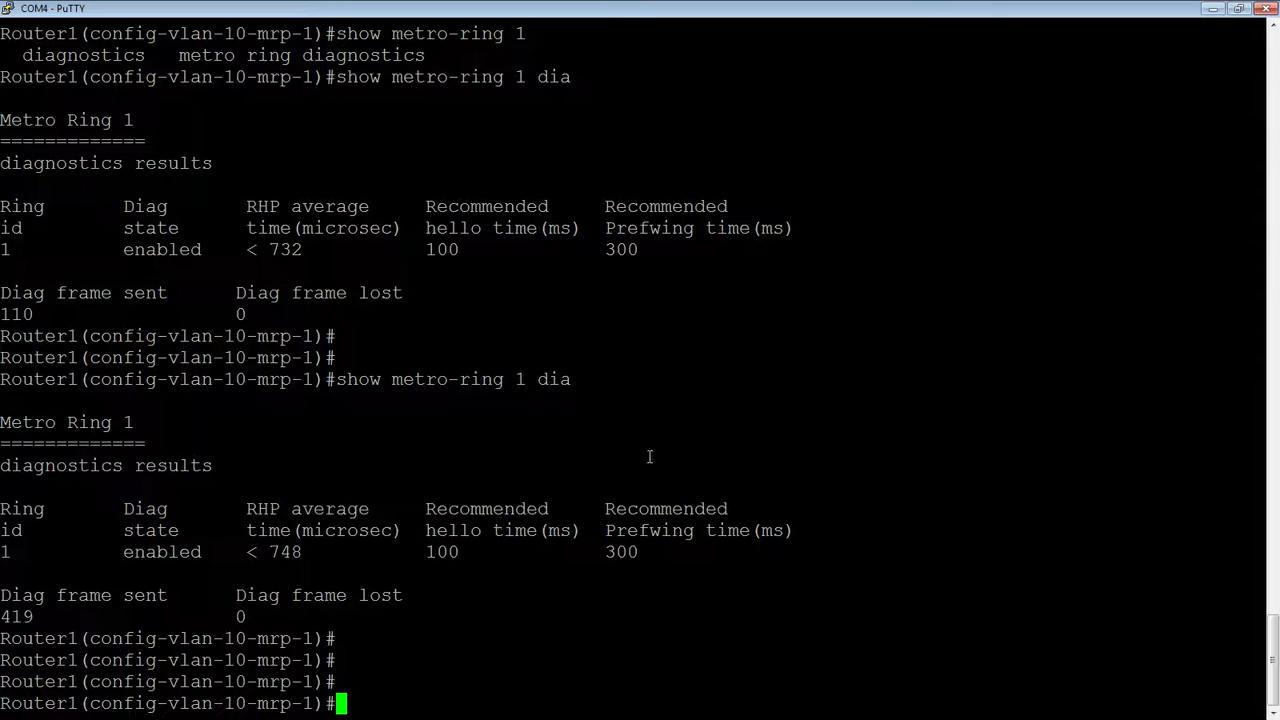 COM4 - PuTTY
Router1(config-vlan-10-mrp-1)#show metro-ring 1
  diagnostics   metro ring diagnostics
Router1(config-vlan-10-mrp-1)#show metro-ring 1 dia

Metro Ring 1
=============
diagnostics results

Ring       Diag       RHP average     Recommended     Recommended
id         state      time(microsec)  hello time(ms)  Prefwing time(ms)
1          enabled    < 732           100             300

Diag frame sent      Diag frame lost
110                  0
Router1(config-vlan-10-mrp-1)#
Router1(config-vlan-10-mrp-1)#
Router1(config-vlan-10-mrp-1)#show metro-ring 1 dia

Metro Ring 1
=============
diagnostics results

Ring       Diag       RHP average     Recommended     Recommended
id         state      time(microsec)  hello time(ms)  Prefwing time(ms)
1          enabled    < 748           100             300

Diag frame sent      Diag frame lost
419                  0
Router1(config-vlan-10-mrp-1)#
Router1(config-vlan-10-mrp-1)#
Router1(config-vlan-10-mrp-1)#
Router1(config-vlan-10-mrp-1)#